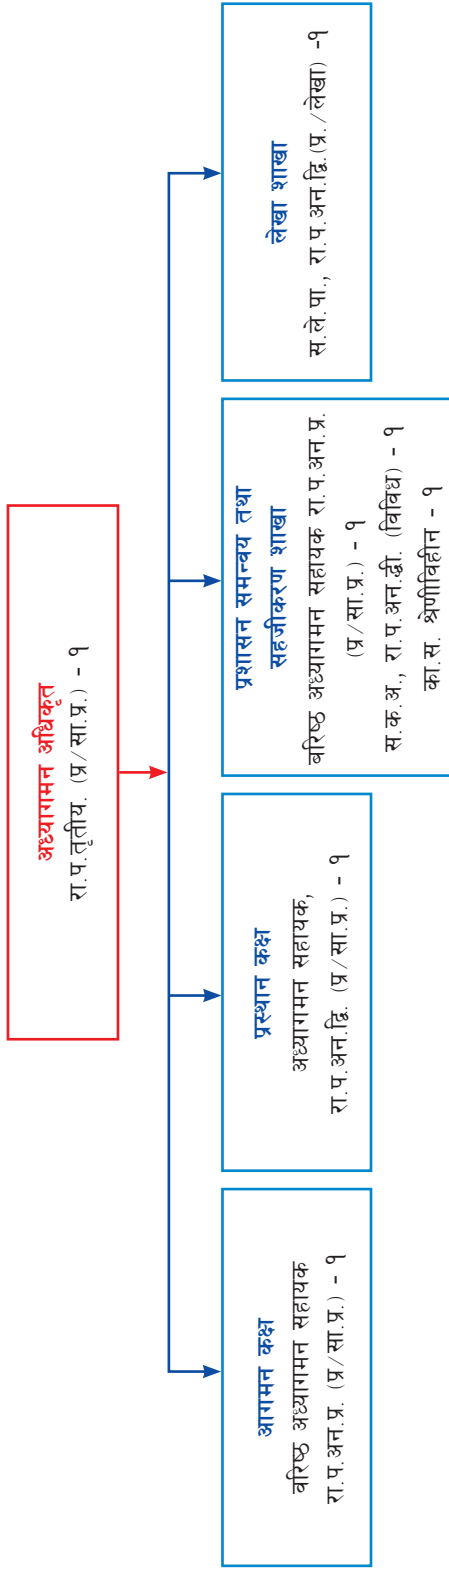 अध्यागमन अधिकृत
रा.प.तृतीय. (प्र/सा.प्र.) - १
आगमन कक्ष
वरिष्ठ अध्यागमन सहायक
रा.प.अन.प्र. (प्र/सा.प्र.) - १
प्रस्थान कक्ष
अध्यागमन सहायक,
रा.प.अन.द्वि. (प्र/सा.प्र.) - १
प्रशासन समन्वय तथा
सहजीकरण शाखा
बरिष्ठ अध्यागमन सहायक रा.प.अन.प्र.
(प्र/सा.प्र.) - १
स.क.अ., रा.प.अन.द्धी. (विविध) - १
का.स. श्रेणीविहीन - १
लेखा शाखा
स.ले.पा., रा.प.अन.द्वि.(प्र./लेखा) -१